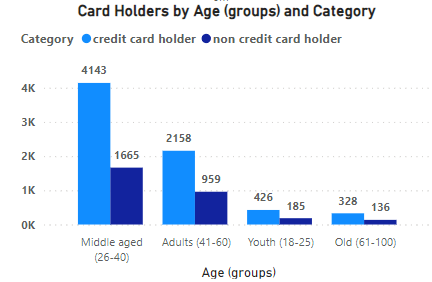 Card Holders by Age (groups) and Category
Category credit card holder non credit card holder
4143
4K
3K
2158
2K
1665
959
1K
426
185
328
136
0K
Middle aged (26-40)
Adults (41-60)
Youth (18-25)
Old (61-100)
Age (groups)